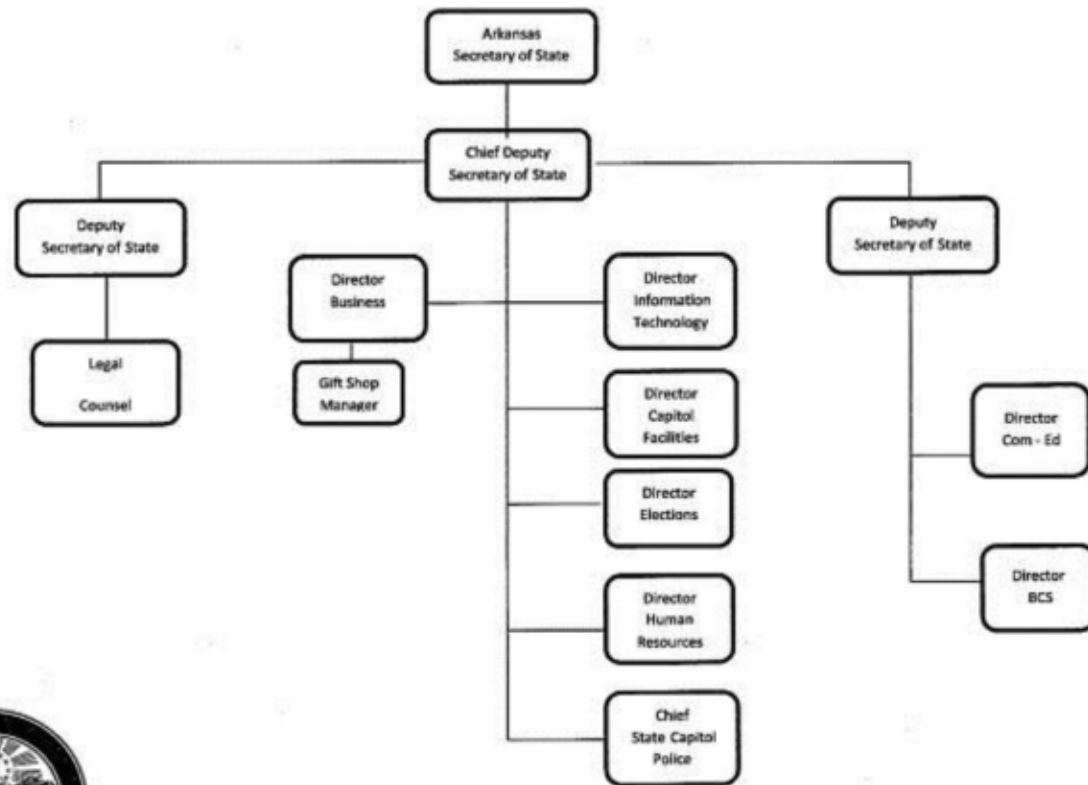 Arkansas
Secretary of State
Chief Deputy
Secretary of State
Deputy
Secretary of State
Deputy
Secretary of State
Director
Business
Director
Information
Technology
Legal
Counsel
Gift Shop
Manager
Director
Capitol
Facilities
Director
Com - Ed
Director
Elections
Director
BCS
Director
Human
Resources
Chief
State Capitol
Police